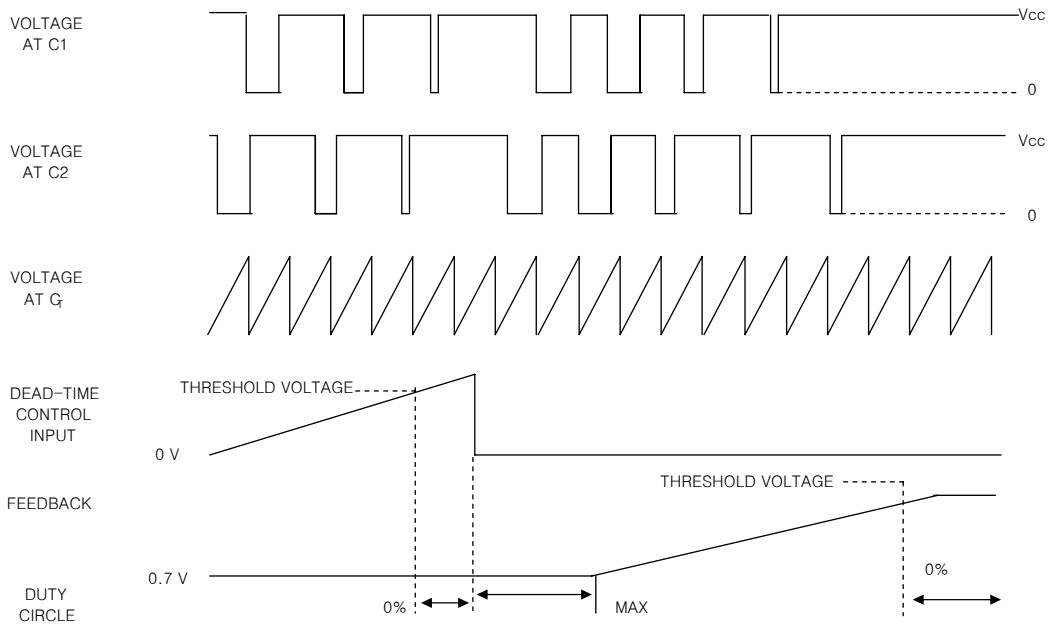 VOLTAGE
AT C1
Vcc
0
VOLTAGE
AT C2
Vcc
0
VOLTAGE
AT CT
DEAD-TIME
CONTROL
INPUT
THRESHOLD VOLTAGE
0 V
FEEDBACK
THRESHOLD VOLTAGE
0.7 V
DUTY
CIRCLE
0%
MAX
0%